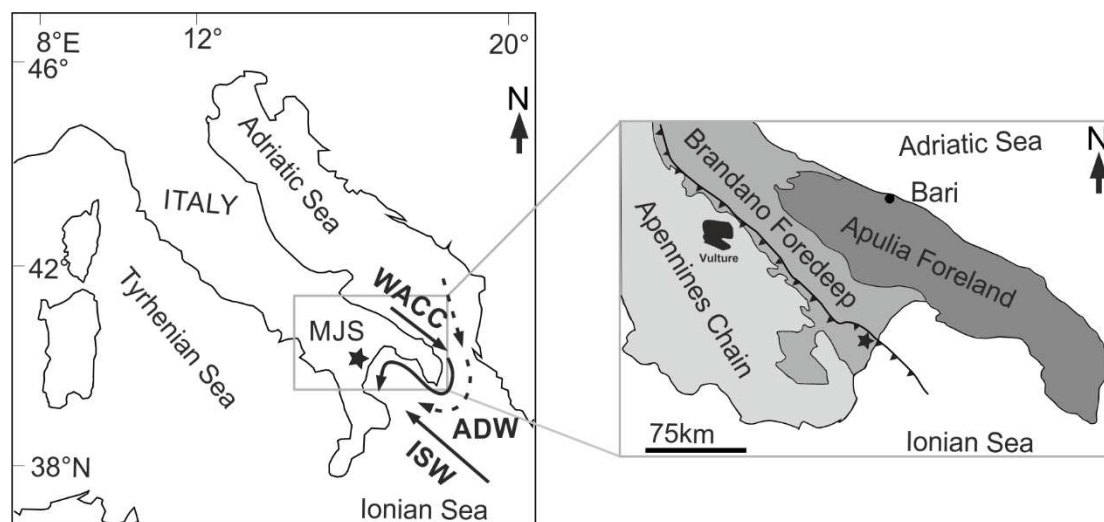 8°E
12°
20°
46°
N
Adriatic Sea
ITALY
42°
Tyrhenian Sea
WACC
MJS
ADW
ISW
38°N
Ionian Sea
Adriatic Sea
N
Brandano Foredeep
Bari
Vulture
Apulia Foreland
Apennines Chain
75km
Ionian Sea